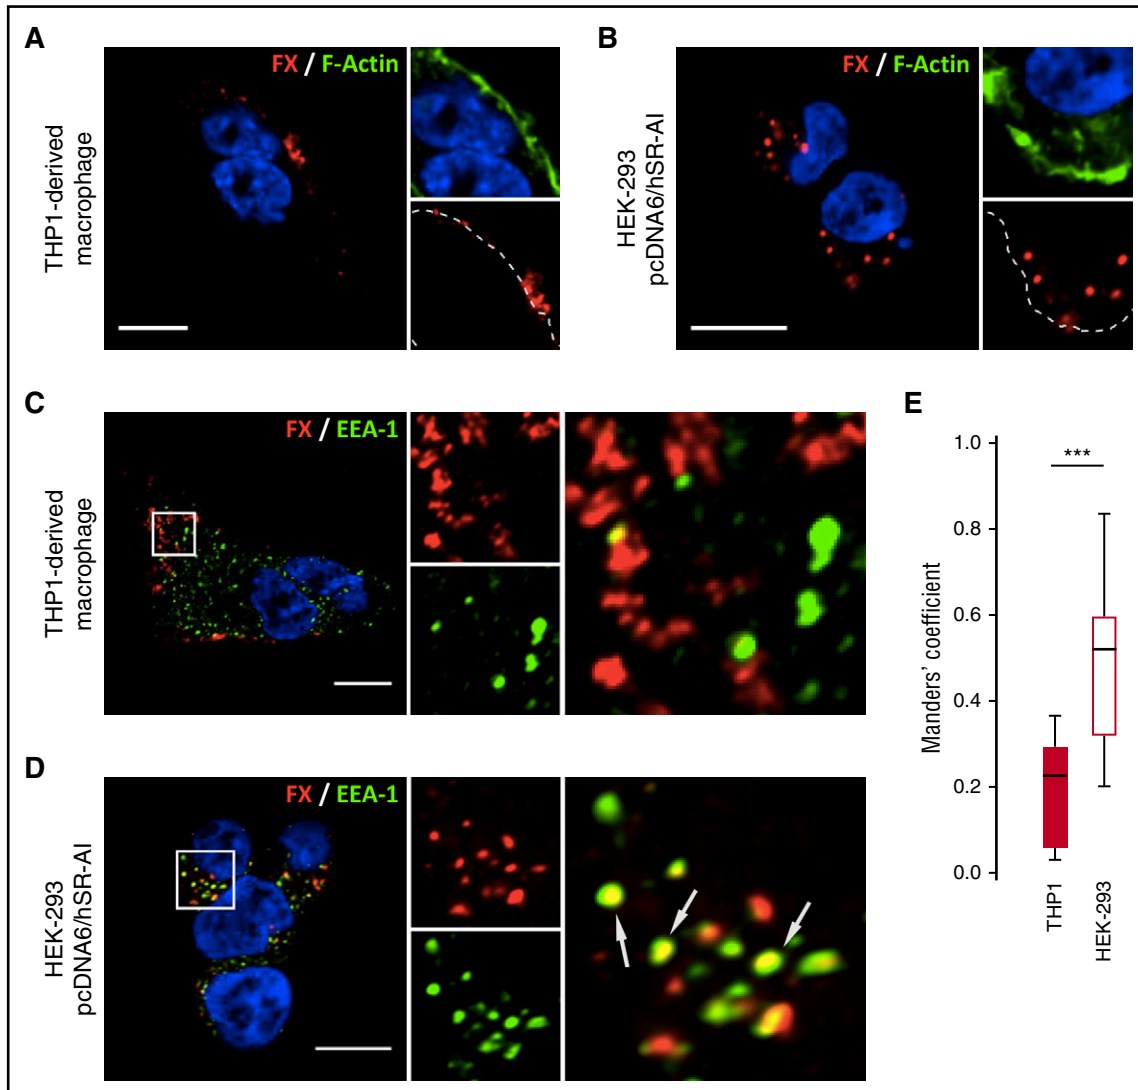 A
FX / F-Actin
THP1-derived
macrophage
B
FX / F-Actin
HEK-293
pcDNA6/hSR-AI
C
FX / EEA-1
THP1-derived
macrophage
D
FX / EEA-1
HEK-293
pcDNA6/hSR-AI
E
***
1.0
0.8
0.6
0.4
0.2
0.0
Manders' coefficient
THP1
HEK-293